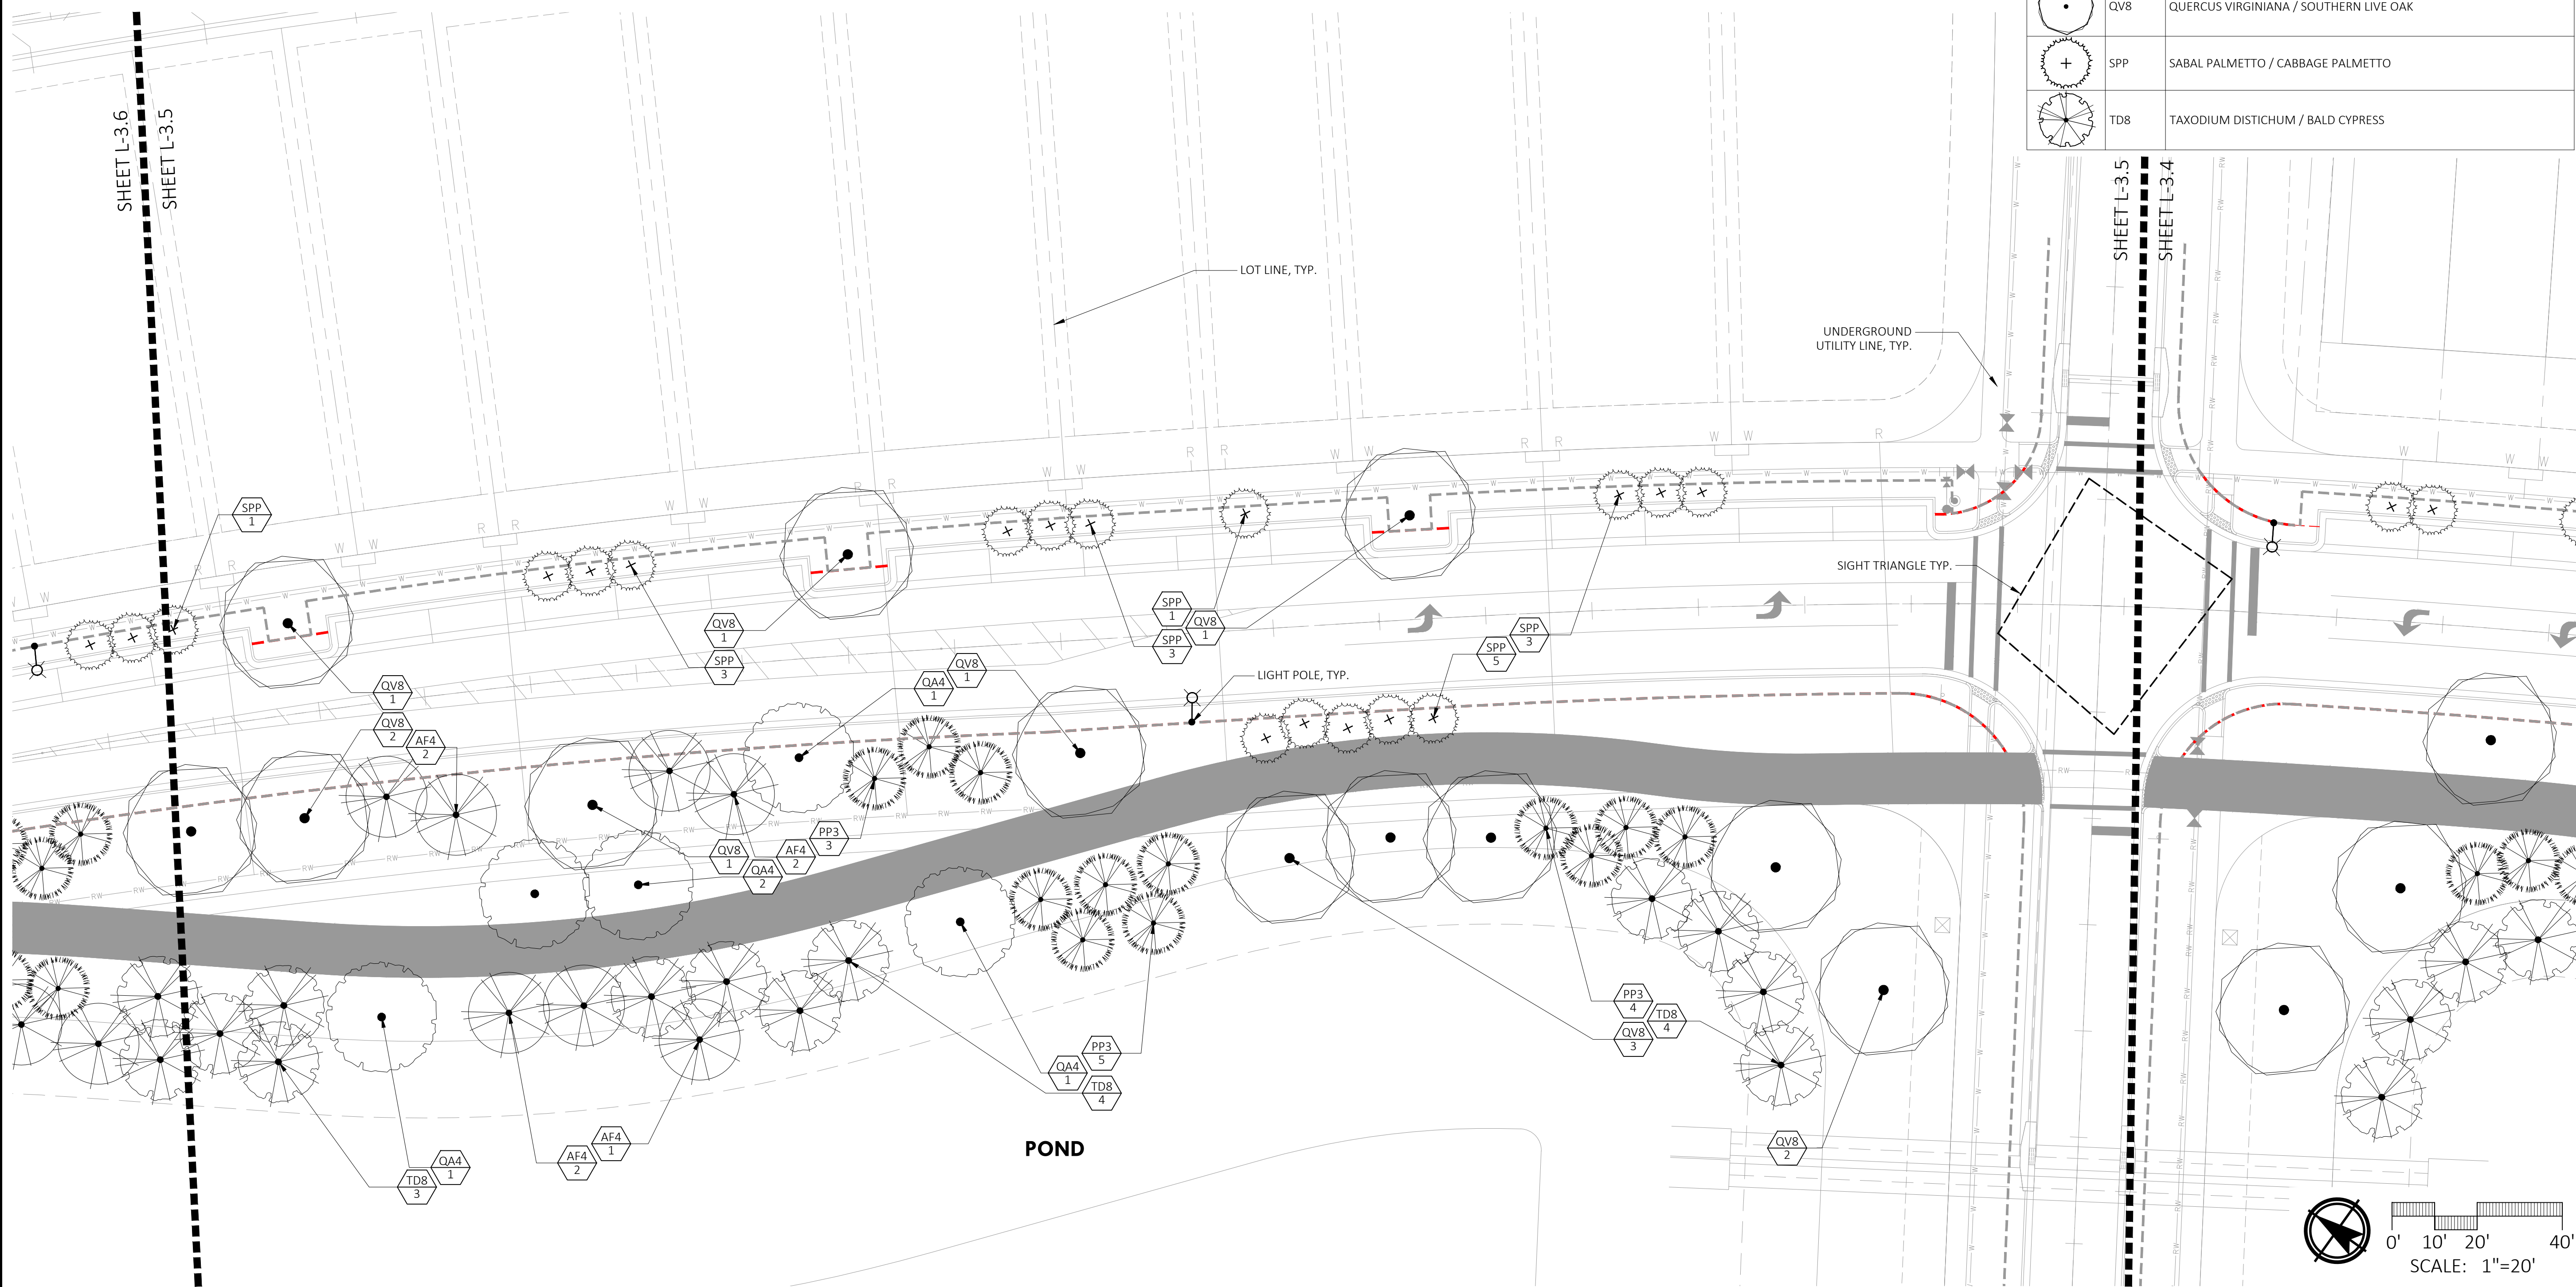 QV8 QUERCUS VIRGINIANA / SOUTHERN LIVE OAK
SPP SABAL PALMETTO / CABBAGE PALMETTO
TD8 TAXODIUM DISTICHUM / BALD CYPRESS
SHEET L-3.6
SHEET L-3.5
SHEET L-3.5
SHEET L-3.4
LOT LINE, TYP.
UNDERGROUND
UTILITY LINE, TYP.
SPP
1
SIGHT TRIANGLE TYP.
QV8
1
SPP
3
SPP
1
QV8
1
SPP
3
SPP
3
SPP
5
QV8
1
QA4
1
LIGHT POLE, TYP.
QV8
1
QV8
2
AF4
2
PP3
3
AF4
2
QV8
1
QA4
2
PP3
4
TD8
4
QV8
3
PP3
5
QA4
1
TD8
4
AF4
1
AF4
2
QA4
1
TD8
3
POND
QV8
2
0' 10' 20' 40'
SCALE: 1"=20'